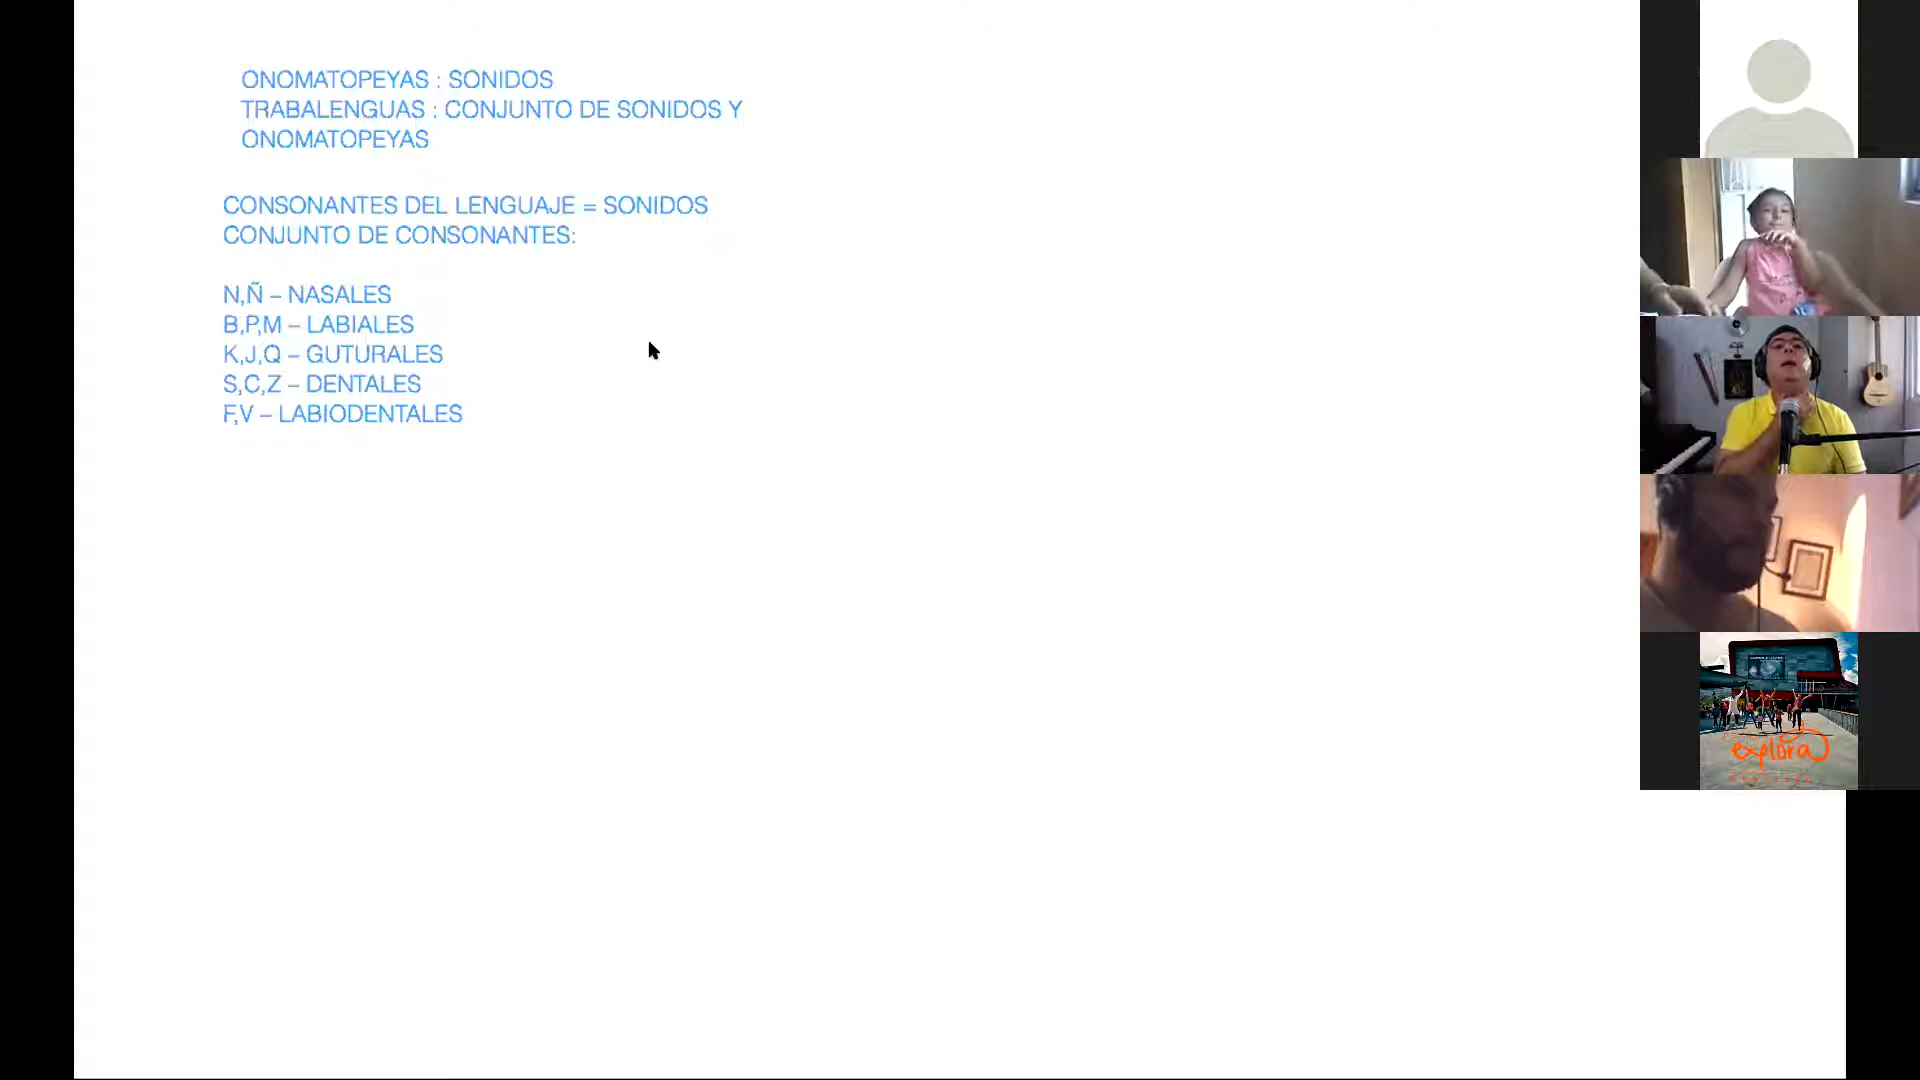 ONOMATOPEYAS : SONIDOS
TRABALENGUAS : CONJUNTO DE SONIDOS Y
ONOMATOPEYAS
CONSONANTES DEL LENGUAJE = SONIDOS
CONJUNTO DE CONSONANTES:
N,Ñ – NASALES
B,P,M – LABIALES
K,J,Q – GUTURALES
S,C,Z – DENTALES
F,V – LABIODENTALES
explora